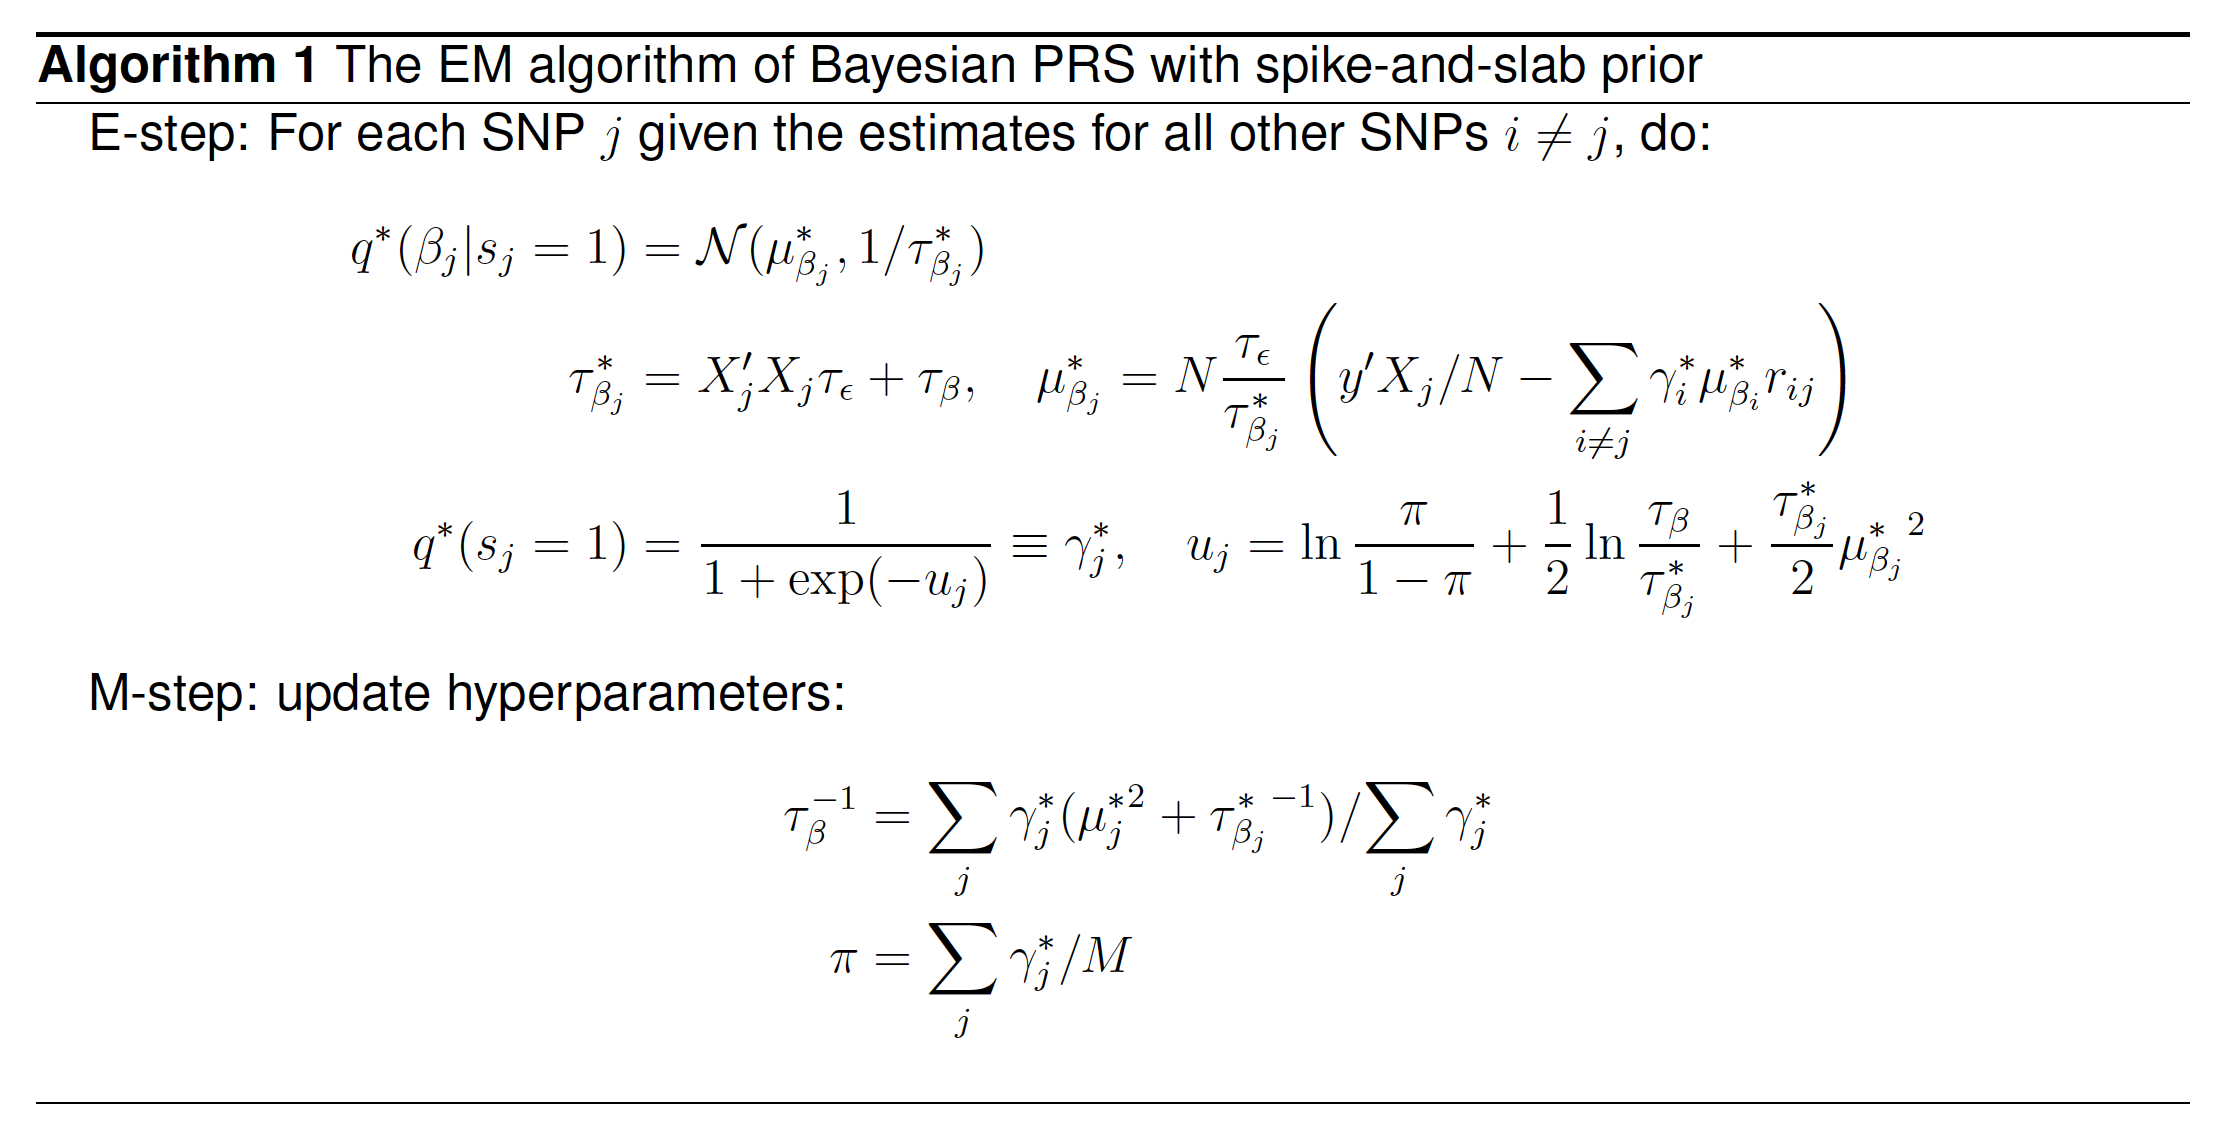 Algorithm 1 The EM algorithm of Bayesian PRS with spike-and-slab prior
E-step: For each SNP $j$ given the estimates for all other SNPs $i \neq j$, do:
$q^*(\beta_j|s_j = 1) = \mathcal{N}(\mu^*_{\beta_j}, 1/\tau^*_{\beta_j})$
$\tau^*_{\beta_j} = X'_j X_j \tau_\epsilon + \tau_\beta, \quad \mu^*_{\beta_j} = N \frac{\tau_\epsilon}{\tau^*_{\beta_j}} \left( y'X_j/N - \sum_{i \neq j} \gamma^*_i \mu^*_{\beta_i} r_{ij} \right)$
$q^*(s_j = 1) = \frac{1}{1 + \exp(-u_j)} \equiv \gamma^*_j, \quad u_j = \ln \frac{\pi}{1 - \pi} + \frac{1}{2} \ln \frac{\tau_\beta}{\tau^*_{\beta_j}} + \frac{\tau^*_{\beta_j}}{2} {\mu^*_{\beta_j}}^2$
M-step: update hyperparameters:
$\tau_\beta^{-1} = \sum_j \gamma^*_j (\mu_j^{*2} + {\tau^*_{\beta_j}}^{-1}) / \sum_j \gamma^*_j$
$\pi = \sum_j \gamma^*_j / M$